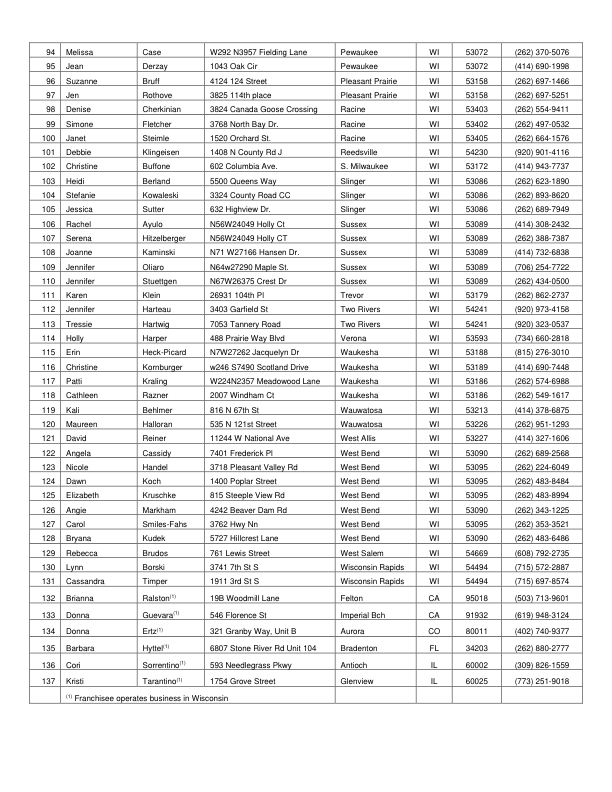 94 Melissa Case W292 N3957 Fielding Lane Pewaukee WI 53072 (262) 370-5076
95 Jean Derzay 1043 Oak Cir Pewaukee WI 53072 (414) 690-1998
96 Suzanne Bruff 4124 124 Street Pleasant Prairie WI 53158 (262) 697-1466
97 Jen Rothove 3825 114th place Pleasant Prairie WI 53158 (262) 697-5251
98 Denise Cherkinian 3824 Canada Goose Crossing Racine WI 53403 (262) 554-9411
99 Simone Fletcher 3768 North Bay Dr. Racine WI 53402 (262) 497-0532
100 Janet Steimle 1520 Orchard St. Racine WI 53405 (262) 664-1576
101 Debbie Klingeisen 1408 N County Rd J Reedsville WI 54230 (920) 901-4116
102 Christine Buffone 602 Columbia Ave. S. Milwaukee WI 53172 (414) 943-7737
103 Heidi Berland 5500 Queens Way Slinger WI 53086 (262) 623-1890
104 Stefanie Kowaleski 3324 County Road CC Slinger WI 53086 (262) 893-8620
105 Jessica Sutter 632 Highview Dr. Slinger WI 53086 (262) 689-7949
106 Rachel Ayulo N56W24049 Holly Ct Sussex WI 53089 (414) 308-2432
107 Serena Hitzelberger N56W24049 Holly CT Sussex WI 53089 (262) 388-7387
108 Joanne Kaminski N71 W27166 Hansen Dr. Sussex WI 53089 (414) 732-6838
109 Jennifer Oliaro N64w27290 Maple St. Sussex WI 53089 (706) 254-7722
110 Jennifer Stuettgen N67W26375 Crest Dr Sussex WI 53089 (262) 434-0500
111 Karen Klein 26931 104th Pl Trevor WI 53179 (262) 862-2737
112 Jennifer Harteau 3403 Garfield St Two Rivers WI 54241 (920) 973-4158
113 Tressie Hartwig 7053 Tannery Road Two Rivers WI 54241 (920) 323-0537
114 Holly Harper 488 Prairie Way Blvd Verona WI 53593 (734) 660-2818
115 Erin Heck-Picard N7W27262 Jacquelyn Dr Waukesha WI 53188 (815) 276-3010
116 Christine Kornburger w246 S7490 Scotland Drive Waukesha WI 53189 (414) 690-7448
117 Patti Kraling W224N2357 Meadowood Lane Waukesha WI 53186 (262) 574-6988
118 Cathleen Razner 2007 Windham Ct Waukesha WI 53186 (262) 549-1617
119 Kali Behlmer 816 N 67th St Wauwatosa WI 53213 (414) 378-6875
120 Maureen Halloran 535 N 121st Street Wauwatosa WI 53226 (262) 951-1293
121 David Reiner 11244 W National Ave West Allis WI 53227 (414) 327-1606
122 Angela Cassidy 7401 Frederick Pl West Bend WI 53090 (262) 689-2568
123 Nicole Handel 3718 Pleasant Valley Rd West Bend WI 53095 (262) 224-6049
124 Dawn Koch 1400 Poplar Street West Bend WI 53095 (262) 483-8484
125 Elizabeth Kruschke 815 Steeple View Rd West Bend WI 53095 (262) 483-8994
126 Angie Markham 4242 Beaver Dam Rd West Bend WI 53090 (262) 343-1225
127 Carol Smiles-Fahs 3762 Hwy Nn West Bend WI 53095 (262) 353-3521
128 Bryana Kudek 5727 Hillcrest Lane West Bend WI 53095 (262) 483-6486
129 Rebecca Brudos 761 Lewis Street West Salem WI 54669 (608) 792-2735
130 Lynn Borski 3741 7th St S Wisconsin Rapids WI 54494 (715) 572-2887
131 Cassandra Timper 1911 3rd St S Wisconsin Rapids WI 54494 (715) 697-8574
132 Brianna Ralston(1) 19B Woodmill Lane Felton CA 95018 (503) 713-9601
133 Donna Guevara(1) 546 Florence St Imperial Bch CA 91932 (619) 948-3124
134 Donna Ertz(1) 321 Granby Way, Unit B Aurora CO 80011 (402) 740-9377
135 Barbara Hyttel(1) 6807 Stone River Rd Unit 104 Bradenton FL 34203 (262) 880-2777
136 Cori Sorrentino(1) 593 Needlegrass Pkwy Antioch IL 60002 (309) 826-1559
137 Kristi Tarantino(1) 1754 Grove Street Glenview IL 60025 (773) 251-9018
(1) Franchisee operates business in Wisconsin